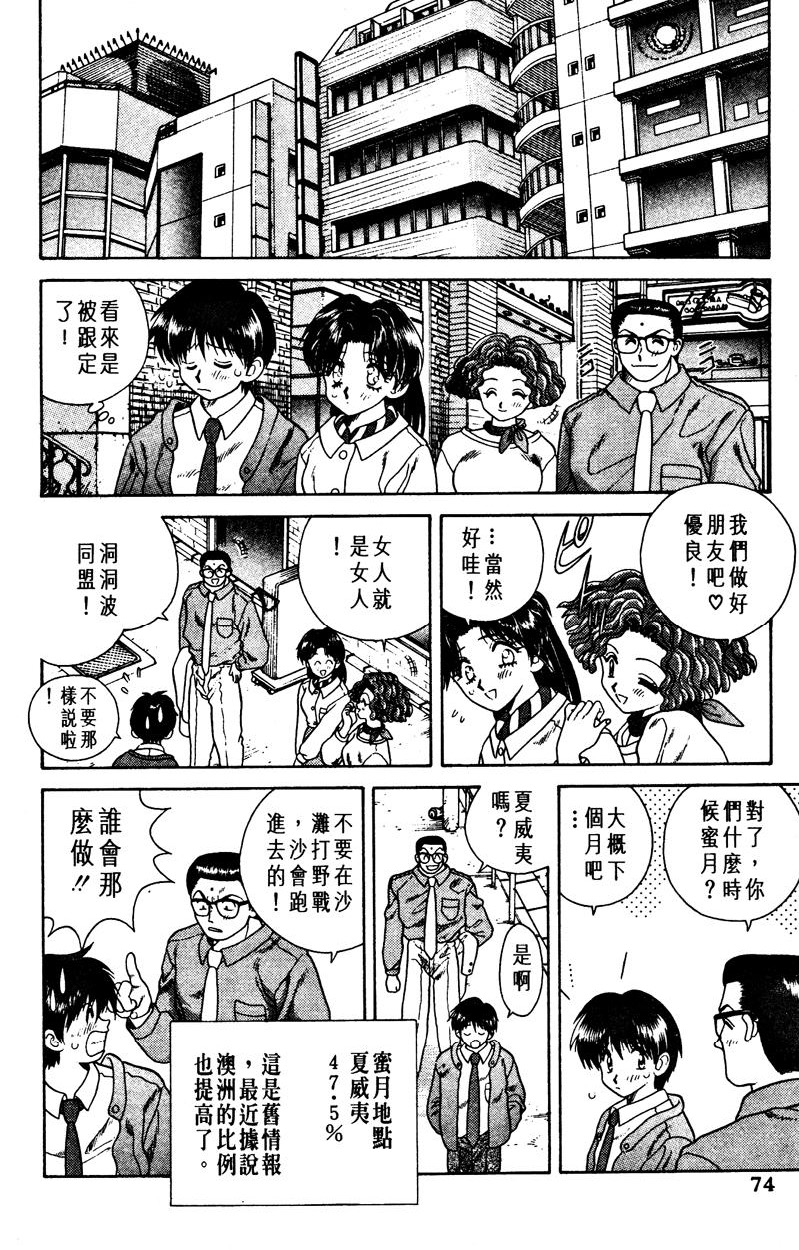 看來是
被跟定
了！
我們做好
朋友吧♡
優良！
…當然
好哇！
女人就
是女人
！
洞洞波
同盟！
不要那
樣說啦
！
對了，你
們什麼時
候蜜月？
大概下
個月吧
…
夏威夷
嗎？
是啊
不要在沙
灘打野戰
，沙會跑
進去的！
誰會那
麼做!!
蜜月地點
夏威夷
47.5%
這是舊情報
，最近據說
澳洲的比例
也提高了。
74